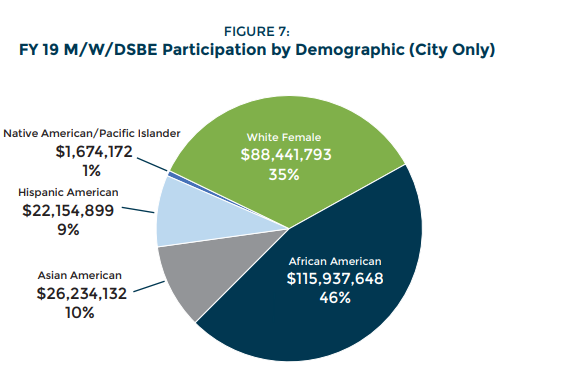 FIGURE 7:
FY 19 M/W/DSBE Participation by Demographic (City Only)
White Female
$88,441,793
35%
Native American/Pacific Islander
$1,674,172
1%
Hispanic American
$22,154,899
9%
African American
$115,937,648
46%
Asian American
$26,234,132
10%